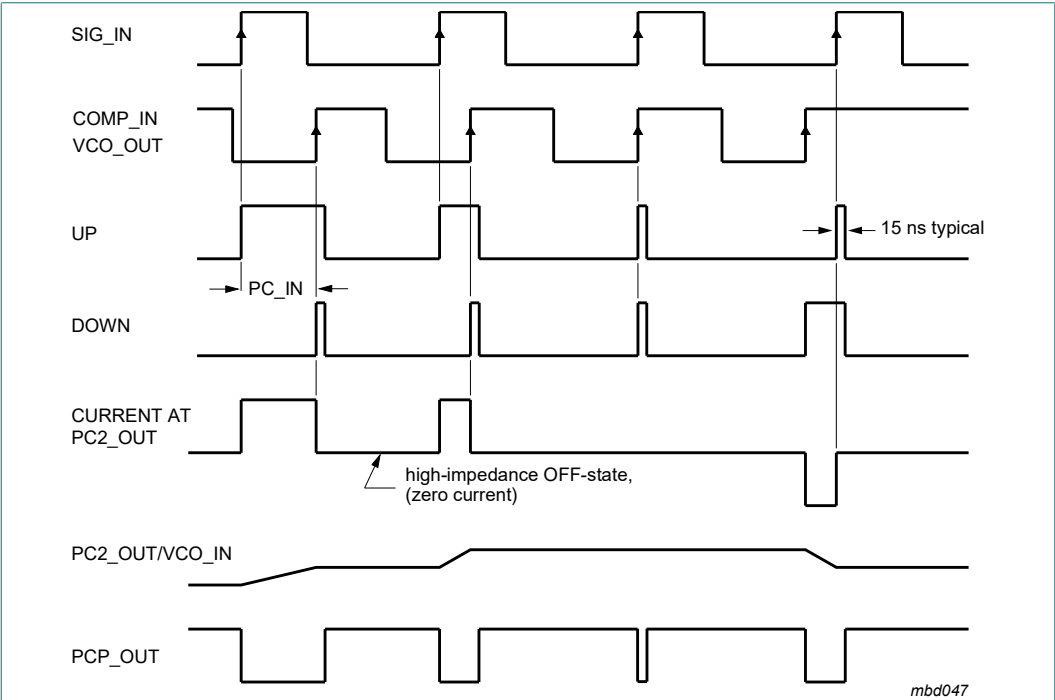 SIG_IN
COMP_IN
VCO_OUT
UP
15 ns typical
PC_IN
DOWN
CURRENT AT
PC2_OUT
high-impedance OFF-state,
(zero current)
PC2_OUT/VCO_IN
PCP_OUT
mbd047